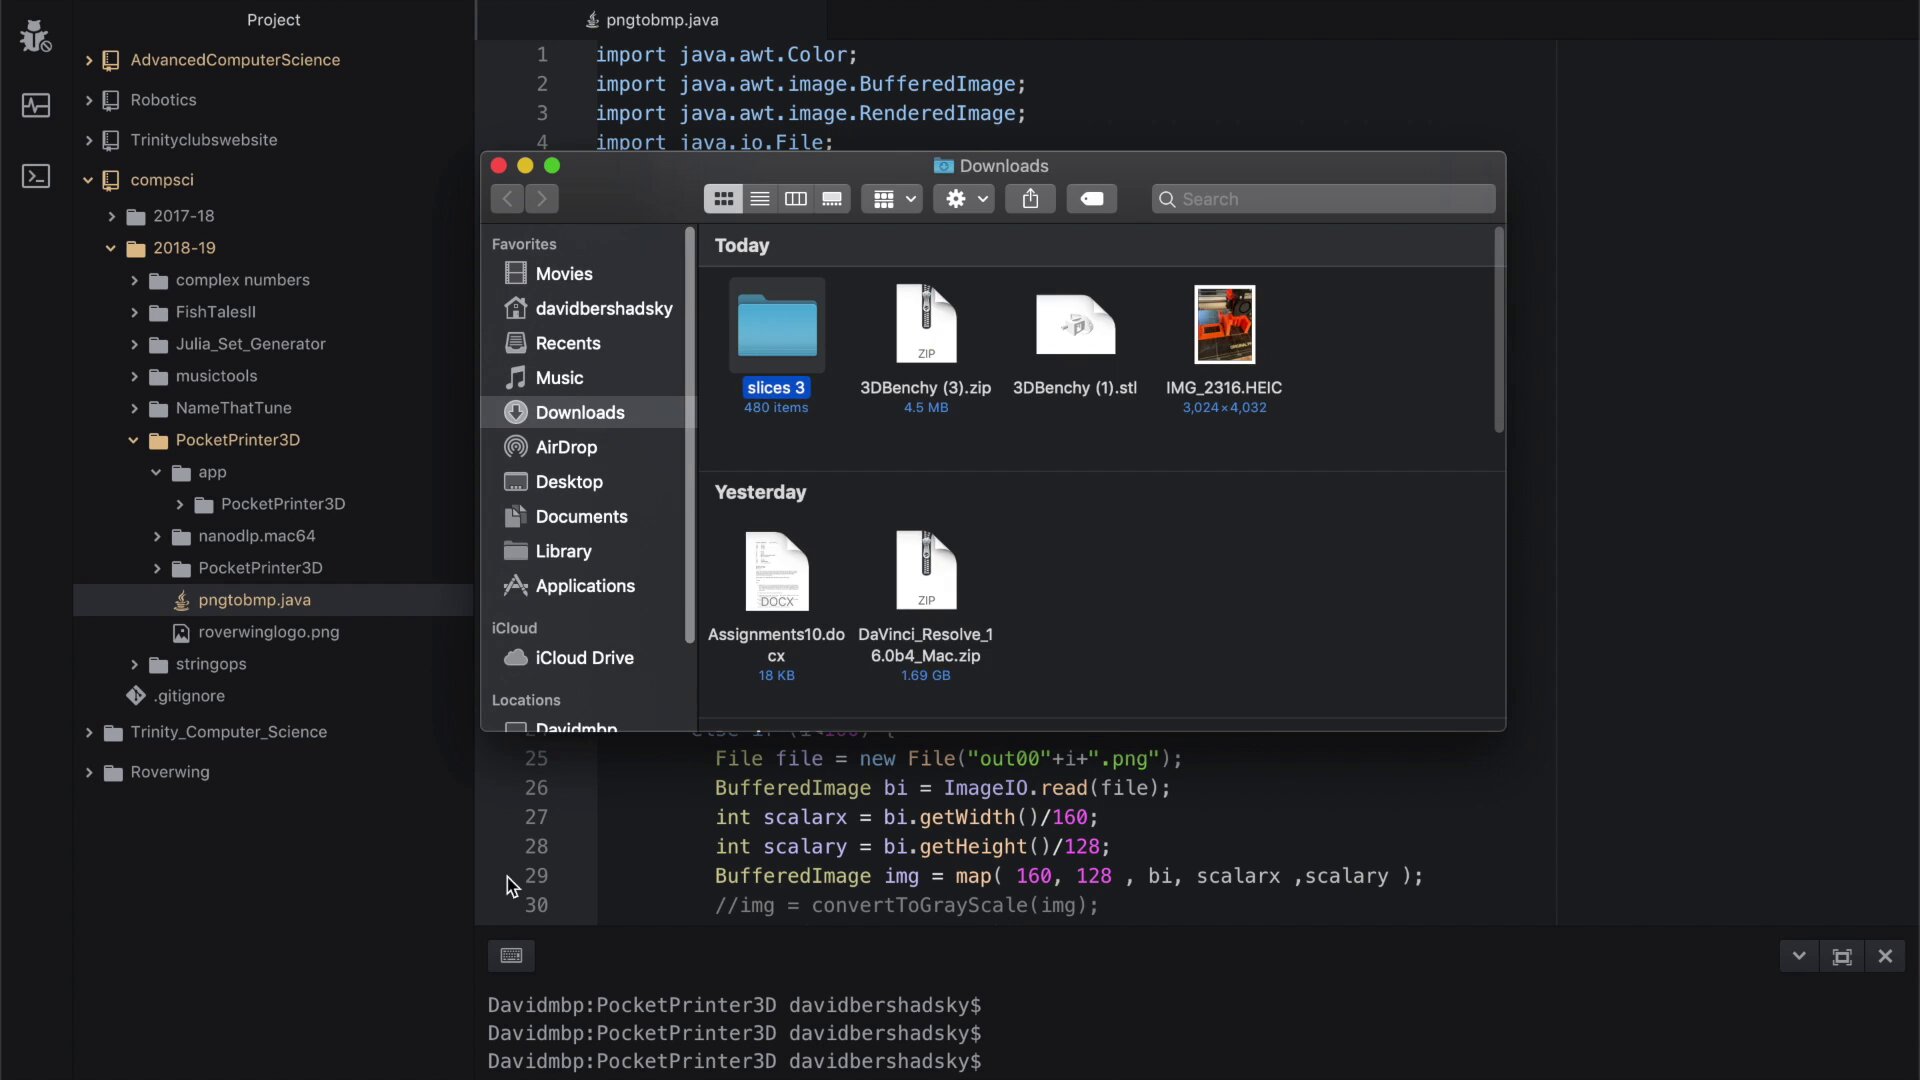 Project
AdvancedComputerScience
Robotics
Trinityclubswebsite
compsci
2017-18
2018-19
complex numbers
FishTalesII
Julia_Set_Generator
musictools
NameThatTune
PocketPrinter3D
app
PocketPrinter3D
nanodlp.mac64
PocketPrinter3D
pngtobmp.java
roverwinglogo.png
stringops
.gitignore
Trinity_Computer_Science
Roverwing
pngtobmp.java
1 import java.awt.Color;
2 import java.awt.image.BufferedImage;
3 import java.awt.image.RenderedImage;
4 import java.io.File;
Downloads
Search
Favorites
Movies
davidbershadsky
Recents
Music
Downloads
AirDrop
Desktop
Documents
Library
Applications
iCloud
iCloud Drive
Locations
Davidmbp
Today
slices 3
480 items
ZIP
3DBenchy (3).zip
4.5 MB
3DBenchy (1).stl
IMG_2316.HEIC
3,024×4,032
Yesterday
DOCX
Assignments10.do
cx
18 KB
ZIP
DaVinci_Resolve_1
6.0b4_Mac.zip
1.69 GB
25 File file = new File("out00"+i+".png");
26 BufferedImage bi = ImageIO.read(file);
27 int scalarx = bi.getWidth()/160;
28 int scalary = bi.getHeight()/128;
29 BufferedImage img = map( 160, 128 , bi, scalarx ,scalary );
30 //img = convertToGrayScale(img);
Davidmbp:PocketPrinter3D davidbershadsky$
Davidmbp:PocketPrinter3D davidbershadsky$
Davidmbp:PocketPrinter3D davidbershadsky$